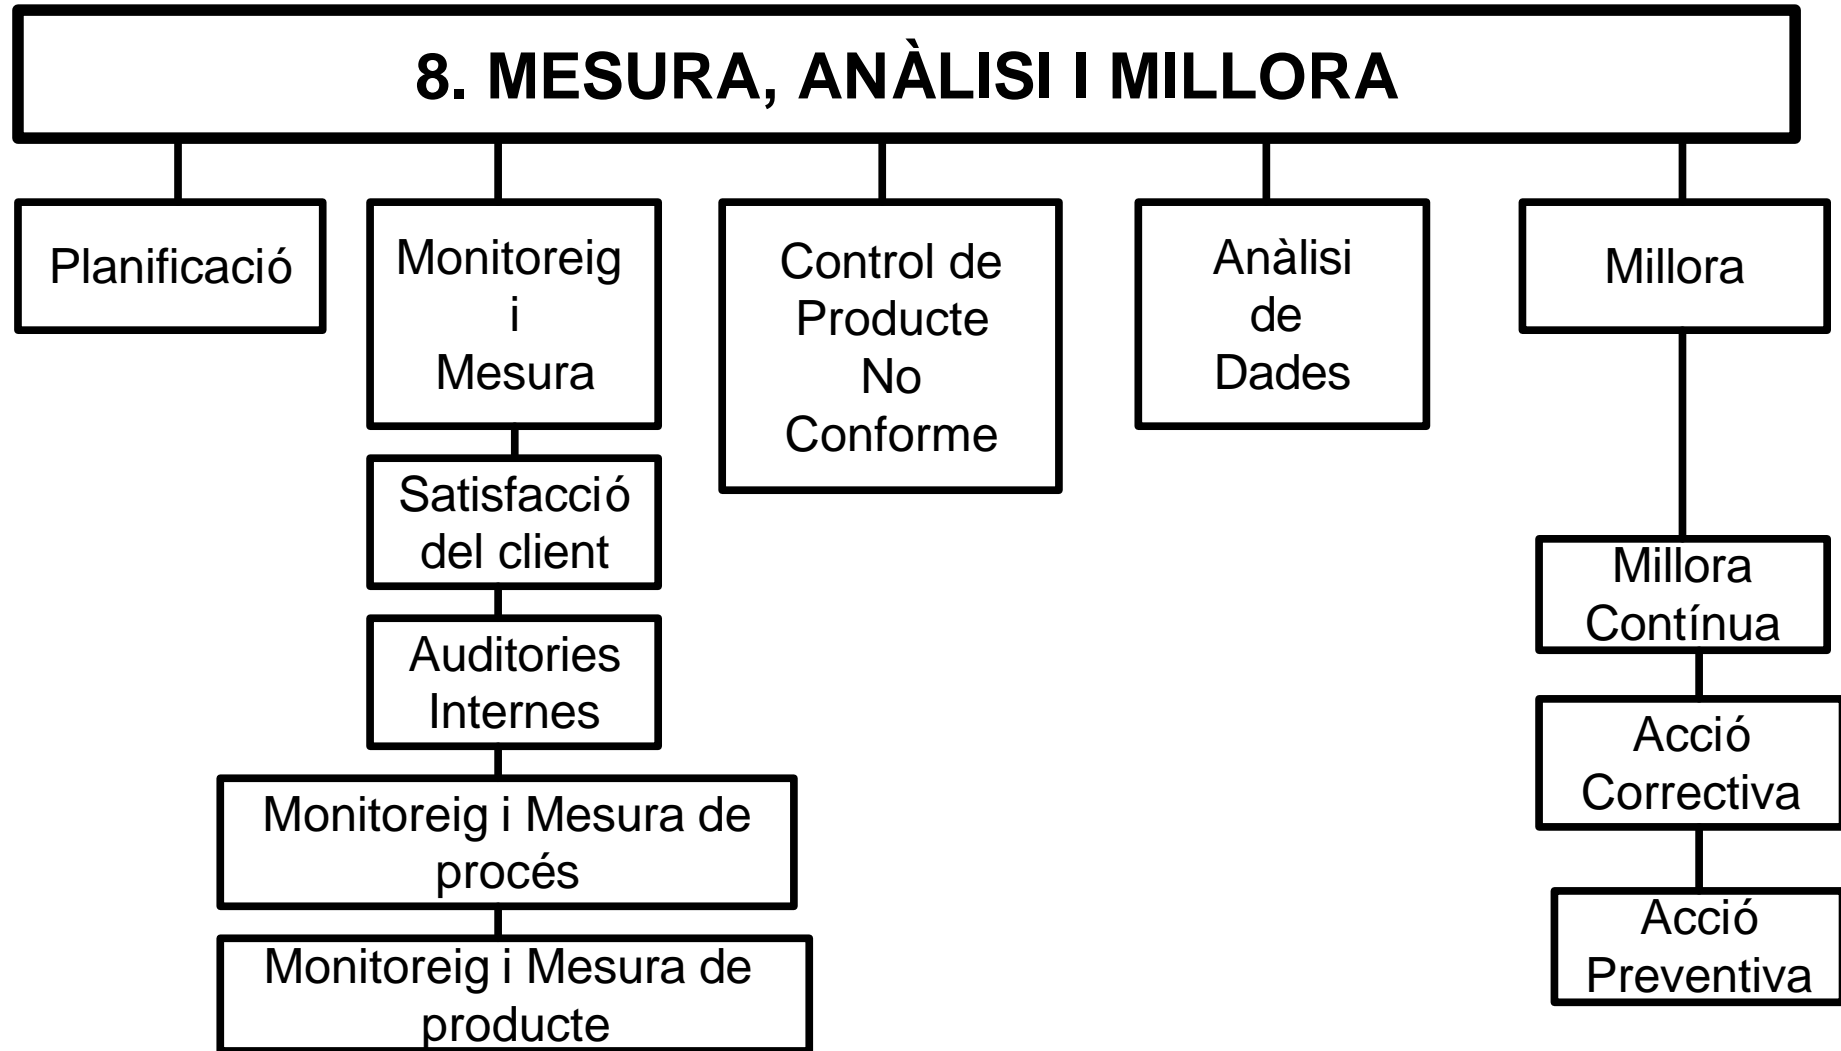 8. MESURA, ANÀLISI I MILLORA
Planificació
Monitoreig
i
Mesura
Control de
Producte
No
Conforme
Anàlisi
de
Dades
Millora
Satisfacció
del client
Auditories
Internes
Monitoreig i Mesura de
procés
Monitoreig i Mesura de
producte
Millora
Contínua
Acció
Correctiva
Acció
Preventiva